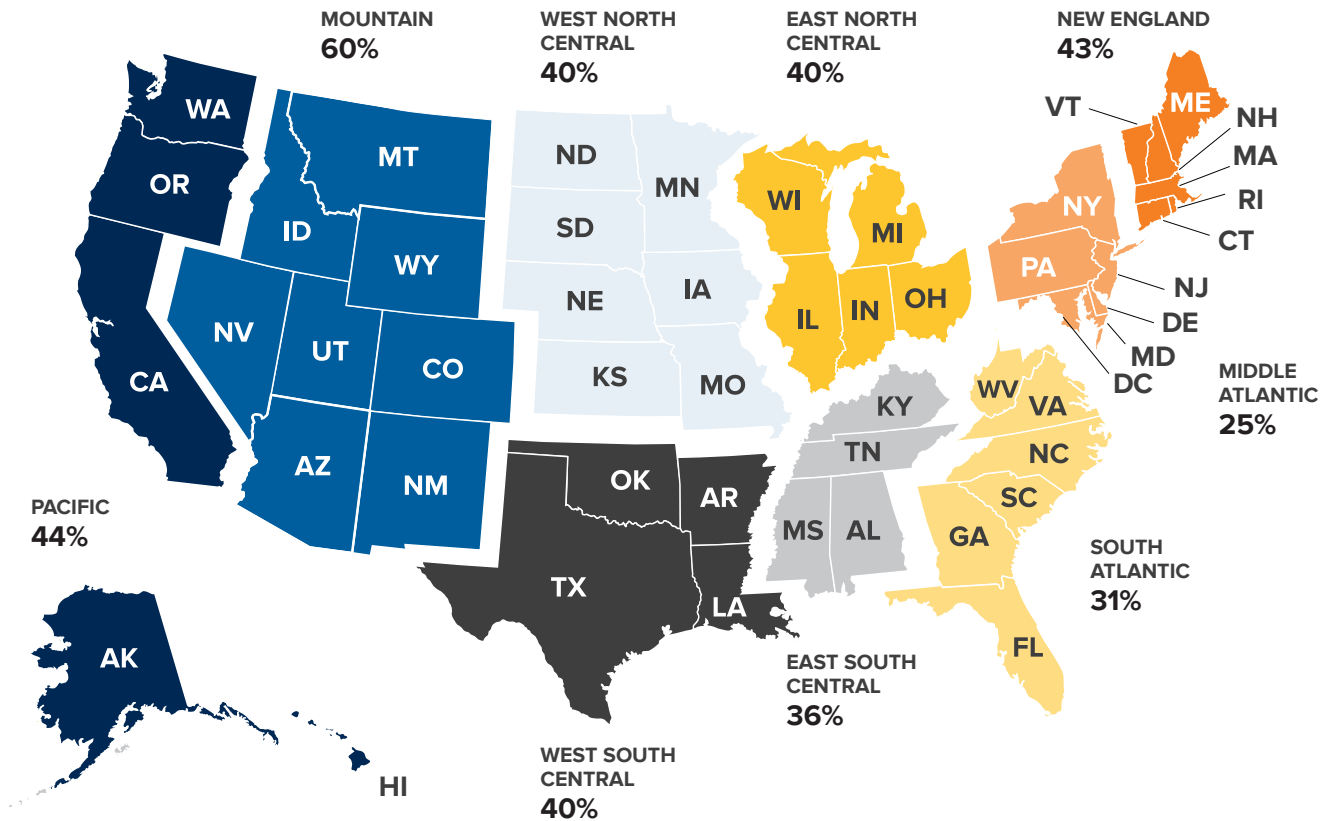 MOUNTAIN
60%
WEST NORTH
CENTRAL
40%
EAST NORTH
CENTRAL
40%
NEW ENGLAND
43%
WA
OR
CA
MT
ID
WY
NV
UT
CO
AZ
NM
ND
SD
NE
KS
MN
IA
MO
WI
MI
IL
IN
OH
VT
ME
NH
MA
RI
CT
NY
PA
NJ
DE
MD
DC
MIDDLE
ATLANTIC
25%
WV
VA
NC
SC
GA
FL
KY
TN
MS
AL
OK
AR
TX
LA
PACIFIC
44%
SOUTH
ATLANTIC
31%
AK
HI
EAST SOUTH
CENTRAL
36%
WEST SOUTH
CENTRAL
40%